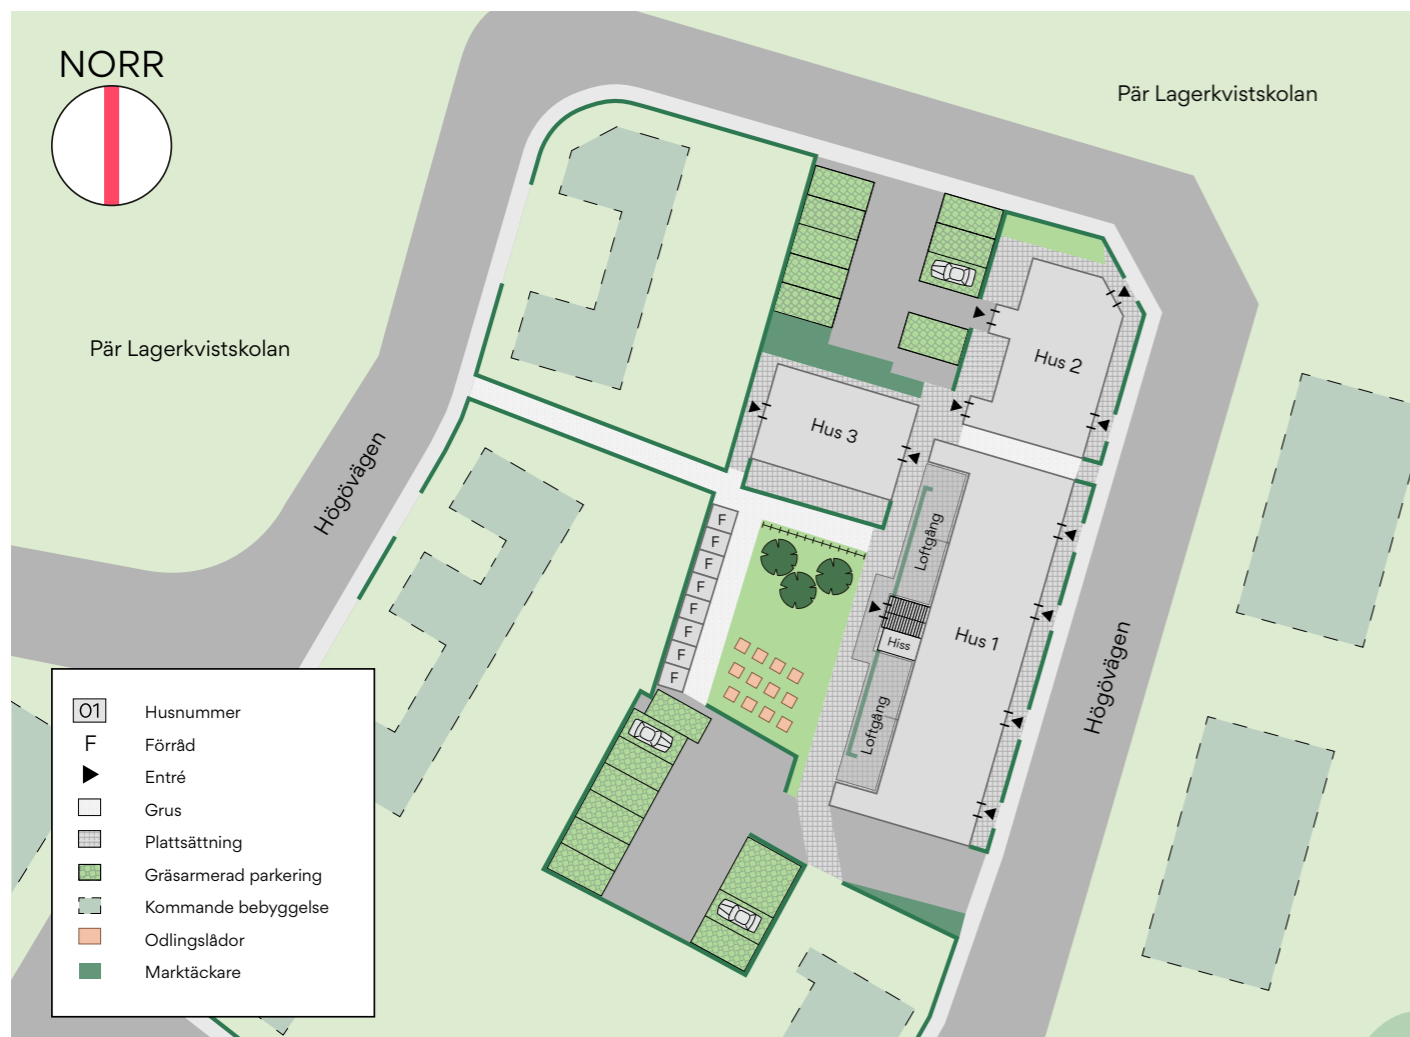 NORR
Pär Lagerkvistskolan
Pär Lagerkvistskolan
Hus 2
Hus 3
Högövägen
F
F
F
F
F
F
F
F
Loftgång
Hiss
Hus 1
Loftgång
Högövägen
01 Husnummer
F Förråd
Entré
Grus
Plattsättning
Gräsarmerad parkering
Kommande bebyggelse
Odlingslådor
Marktäckare